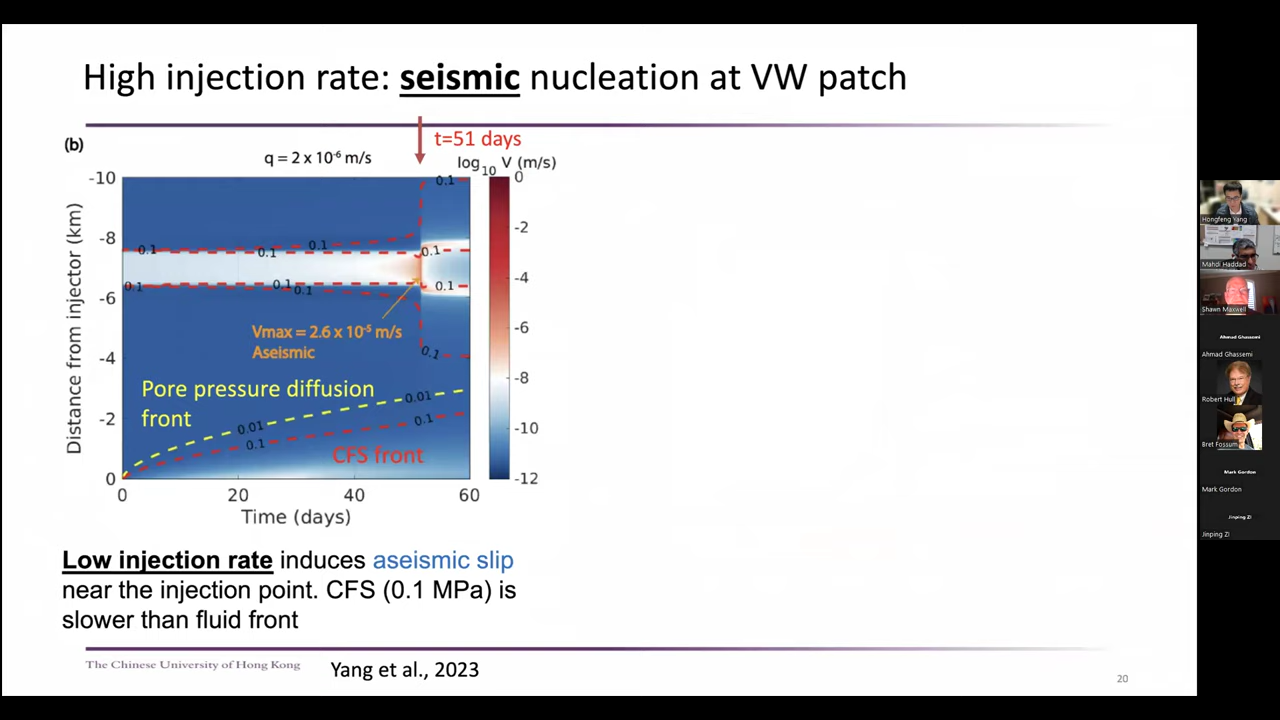 High injection rate: seismic nucleation at VW patch
(b)
t=51 days
q = 2 x 10⁻⁶ m/s
log₁₀ V (m/s)
-10
-8
-6
-4
-2
0
Distance from injector (km)
0.1
0.1
0.1
0.1
0.1
0.1
0.1
0.1
0.1
0.1
Vmax = 2.6 x 10⁻⁵ m/s
Aseismic
Pore pressure diffusion
front
0.01
0.01
0.1
0.1
CFS front
0
20
40
60
Time (days)
0
-2
-4
-6
-8
-10
-12
Low injection rate induces aseismic slip
near the injection point. CFS (0.1 MPa) is
slower than fluid front
The Chinese University of Hong Kong
Yang et al., 2023
20
Hongfeng Yang
Mahdi Haddad
Shawn Maxwell
Ahmad Ghassemi
Ahmad Ghassemi
Robert Hull
Bret Fossum
Mark Gordon
Mark Gordon
Jinping Zi
Jinping Zi